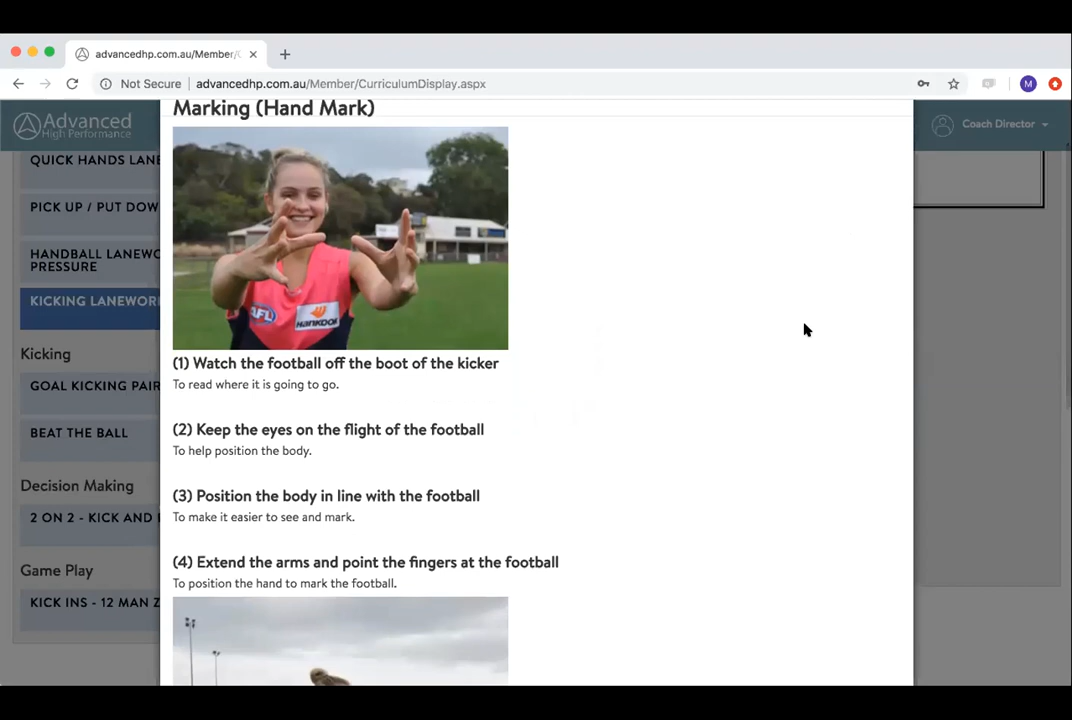 advancedhp.com.au/Member/C
Not Secure
advancedhp.com.au/Member/CurriculumDisplay.aspx
M
Advanced
High Performance
Coach Director
QUICK HANDS LANE
PICK UP / PUT DOW
HANDBALL LANEWO
PRESSURE
KICKING LANEWOR
Kicking
GOAL KICKING PAIR
BEAT THE BALL
Decision Making
2 ON 2 - KICK AND
Game Play
KICK INS - 12 MAN Z
Marking (Hand Mark)
AFL
HANKOOK
(1) Watch the football off the boot of the kicker
To read where it is going to go.
(2) Keep the eyes on the flight of the football
To help position the body.
(3) Position the body in line with the football
To make it easier to see and mark.
(4) Extend the arms and point the fingers at the football
To position the hand to mark the football.